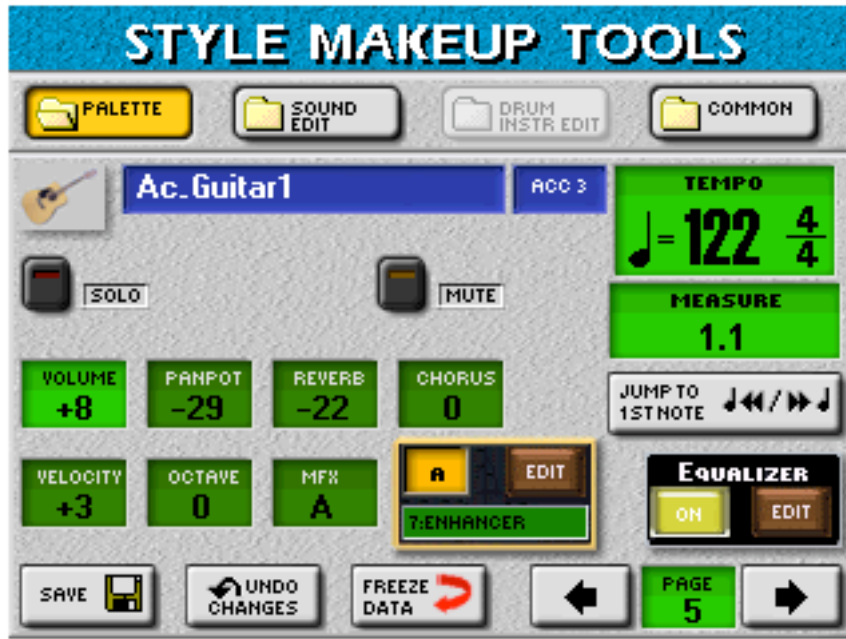 STYLE MAKEUP TOOLS
PALETTE
SOUND
EDIT
DRUM
INSTR EDIT
COMMON
Ac.Guitar1
ACC 3
TEMPO
♩=122 4/4
SOLO
MUTE
MEASURE
1.1
VOLUME
+8
PANPOT
-29
REVERB
-22
CHORUS
0
JUMP TO
1ST NOTE
VELOCITY
+3
OCTAVE
0
MFX
A
A
EDIT
7:ENHANCER
EQUALIZER
ON
EDIT
SAVE
UNDO
CHANGES
FREEZE
DATA
PAGE
5